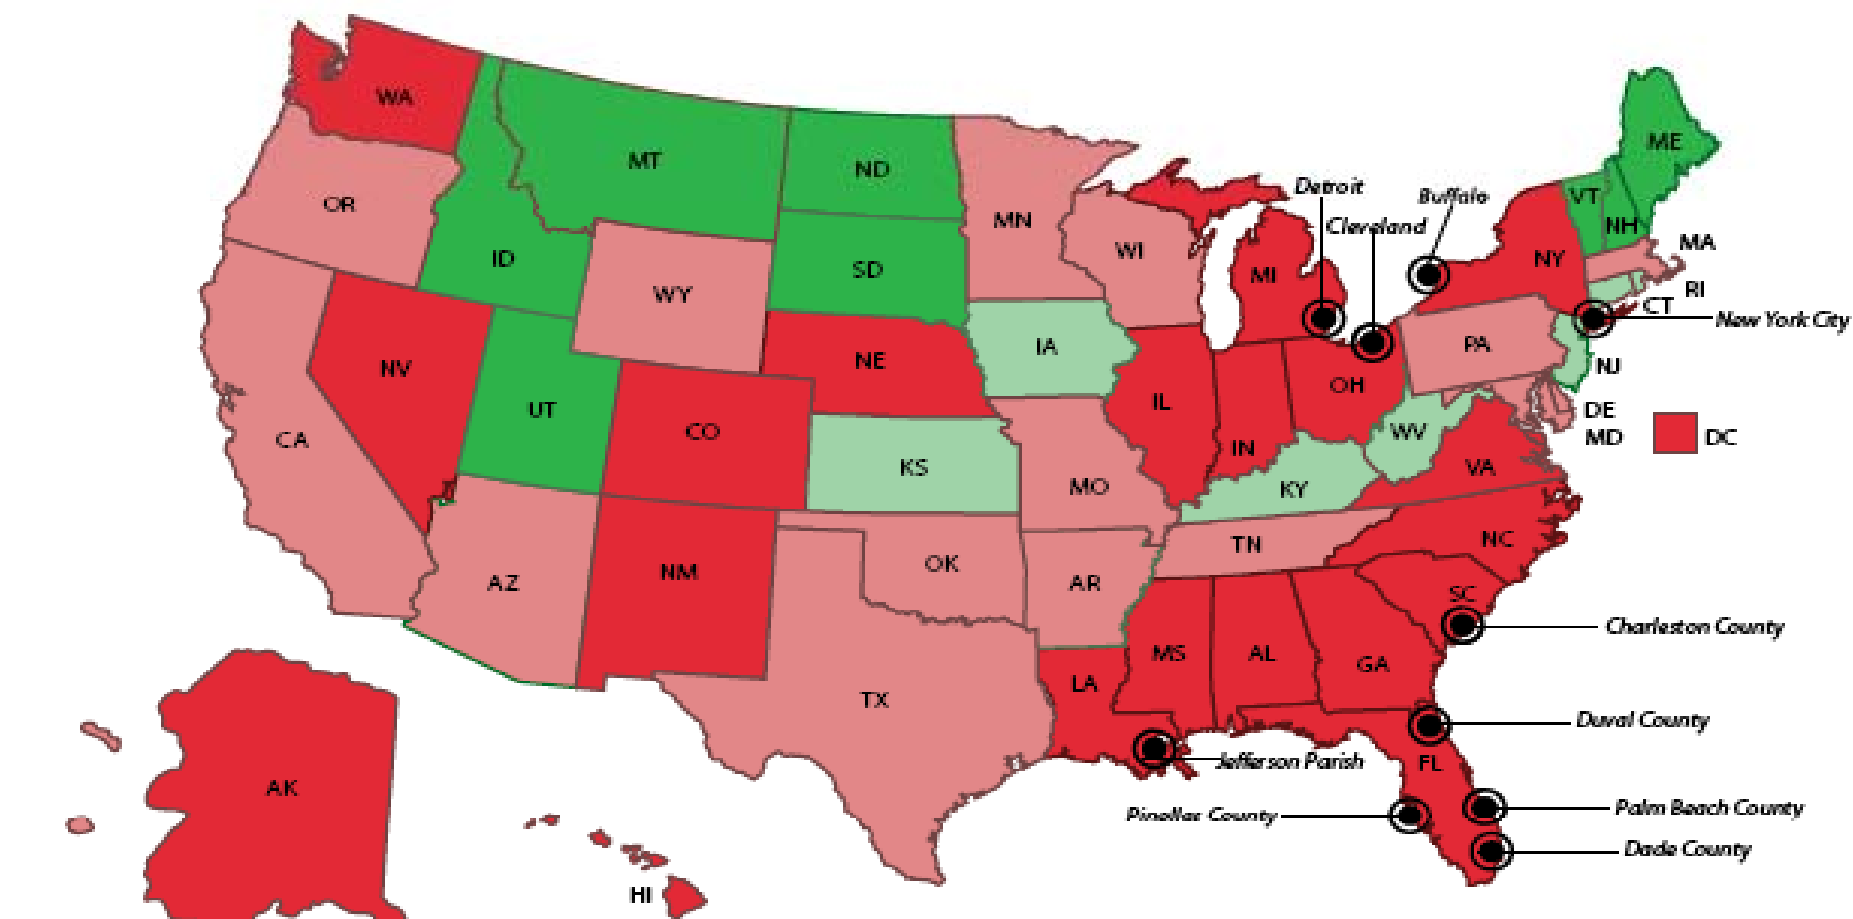 WA
MT
ND
ME
OR
MN
VT
NH
Detroit
Buffalo
Cleveland
MA
ID
SD
WI
MI
NY
WY
RI
CT
New York City
NV
NE
IA
PA
NJ
UT
IL
OH
DE
CA
CO
IN
WV
MD
DC
KS
MO
KY
VA
AZ
NM
OK
AR
TN
NC
SC
Charleston County
TX
LA
MS
AL
GA
Duval County
AK
Jefferson Parish
FL
Pinellas County
Palm Beach County
Dade County
HI